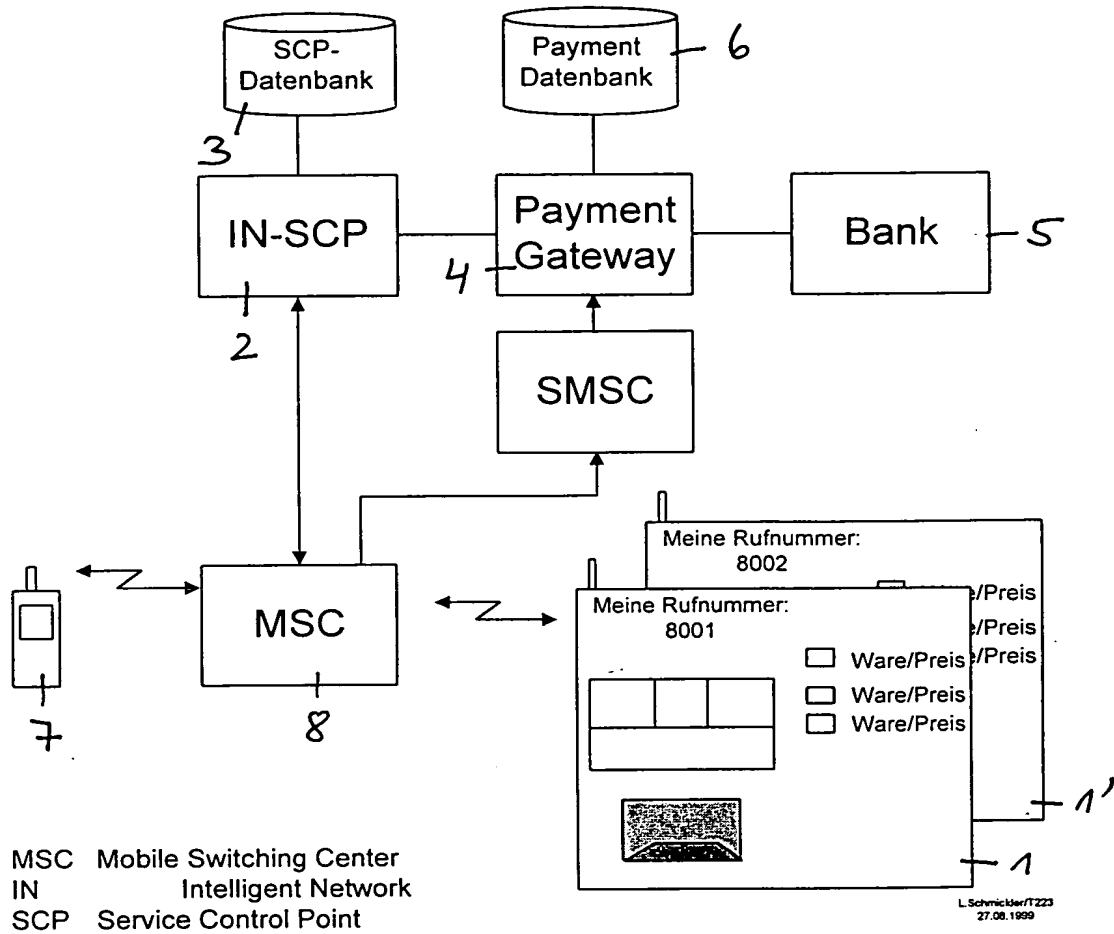 SCP-
Datenbank
Payment
Datenbank
6
3
IN-SCP
Payment
Gateway
Bank
5
4
2
SMSC
MSC
7
8
Meine Rufnummer:
8002
e/Preis
e/Preis
e/Preis
Meine Rufnummer:
8001
Ware/Preis
Ware/Preis
Ware/Preis
1'
1
MSC Mobile Switching Center
IN Intelligent Network
SCP Service Control Point
L.Schmickler/T223
27.08.1999